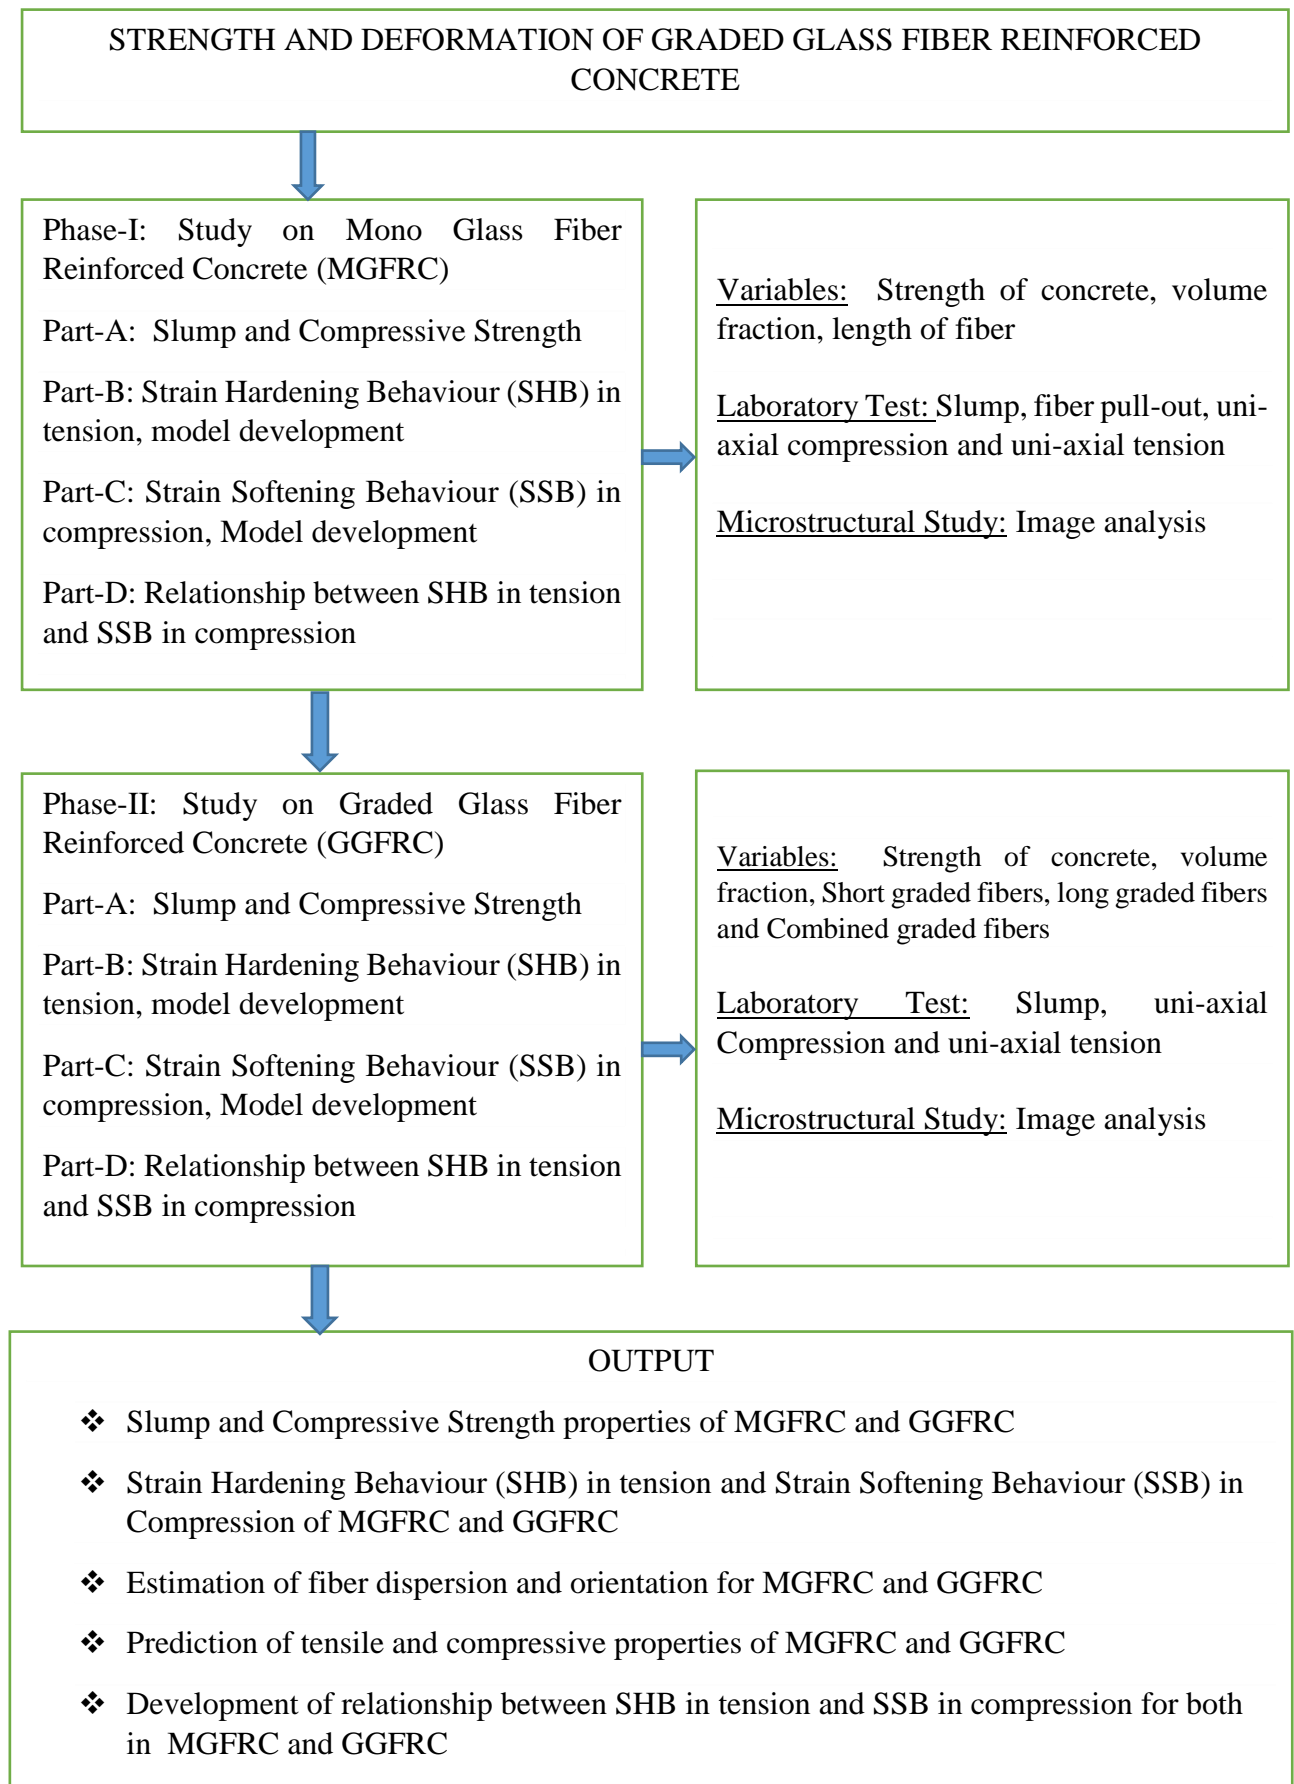 STRENGTH AND DEFORMATION OF GRADED GLASS FIBER REINFORCED
CONCRETE
Phase-I: Study on Mono Glass Fiber
Reinforced Concrete (MGFRC)
Part-A: Slump and Compressive Strength
Part-B: Strain Hardening Behaviour (SHB) in
tension, model development
Part-C: Strain Softening Behaviour (SSB) in
compression, Model development
Part-D: Relationship between SHB in tension
and SSB in compression
Variables: Strength of concrete, volume
fraction, length of fiber
Laboratory Test: Slump, fiber pull-out, uni-
axial compression and uni-axial tension
Microstructural Study: Image analysis
Phase-II: Study on Graded Glass Fiber
Reinforced Concrete (GGFRC)
Part-A: Slump and Compressive Strength
Part-B: Strain Hardening Behaviour (SHB) in
tension, model development
Part-C: Strain Softening Behaviour (SSB) in
compression, Model development
Part-D: Relationship between SHB in tension
and SSB in compression
Variables: Strength of concrete, volume
fraction, Short graded fibers, long graded fibers
and Combined graded fibers
Laboratory Test: Slump, uni-axial
Compression and uni-axial tension
Microstructural Study: Image analysis
OUTPUT
❖ Slump and Compressive Strength properties of MGFRC and GGFRC
❖ Strain Hardening Behaviour (SHB) in tension and Strain Softening Behaviour (SSB) in
Compression of MGFRC and GGFRC
❖ Estimation of fiber dispersion and orientation for MGFRC and GGFRC
❖ Prediction of tensile and compressive properties of MGFRC and GGFRC
❖ Development of relationship between SHB in tension and SSB in compression for both
in MGFRC and GGFRC